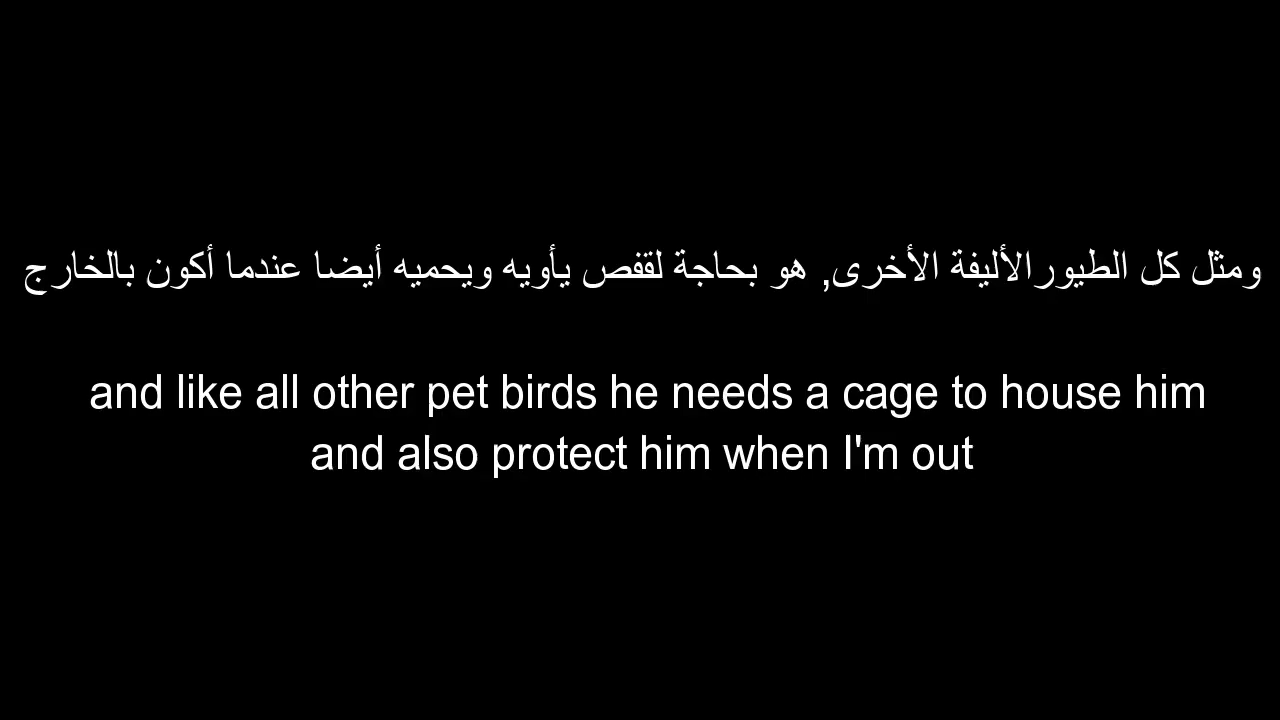 ومثل كل الطيورالأليفة الأخرى, هو بحاجة لقفص يأويه ويحميه أيضا عندما أكون بالخارج
and like all other pet birds he needs a cage to house him
and also protect him when I'm out